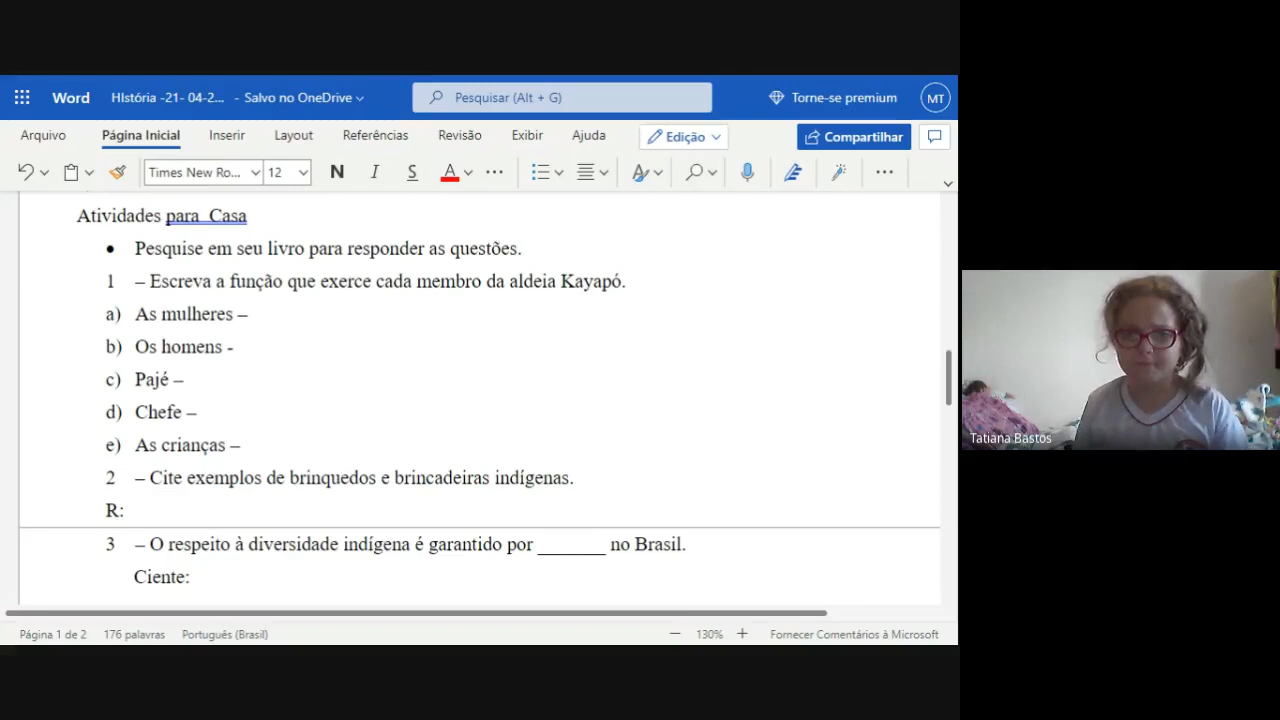 Word HIstória -21- 04-2... - Salvo no OneDrive Pesquisar (Alt + G) Torne-se premium MT
Arquivo Página Inicial Inserir Layout Referências Revisão Exibir Ajuda Edição Compartilhar
Times New Ro... 12 N I S A
Atividades para Casa
• Pesquise em seu livro para responder as questões.
1 – Escreva a função que exerce cada membro da aldeia Kayapó.
a) As mulheres –
b) Os homens -
c) Pajé –
d) Chefe –
e) As crianças –
2 – Cite exemplos de brinquedos e brincadeiras indígenas.
R:
3 – O respeito à diversidade indígena é garantido por _______ no Brasil.
Ciente:
Página 1 de 2 176 palavras Português (Brasil) 130% Fornecer Comentários à Microsoft
Tatiana Bastos